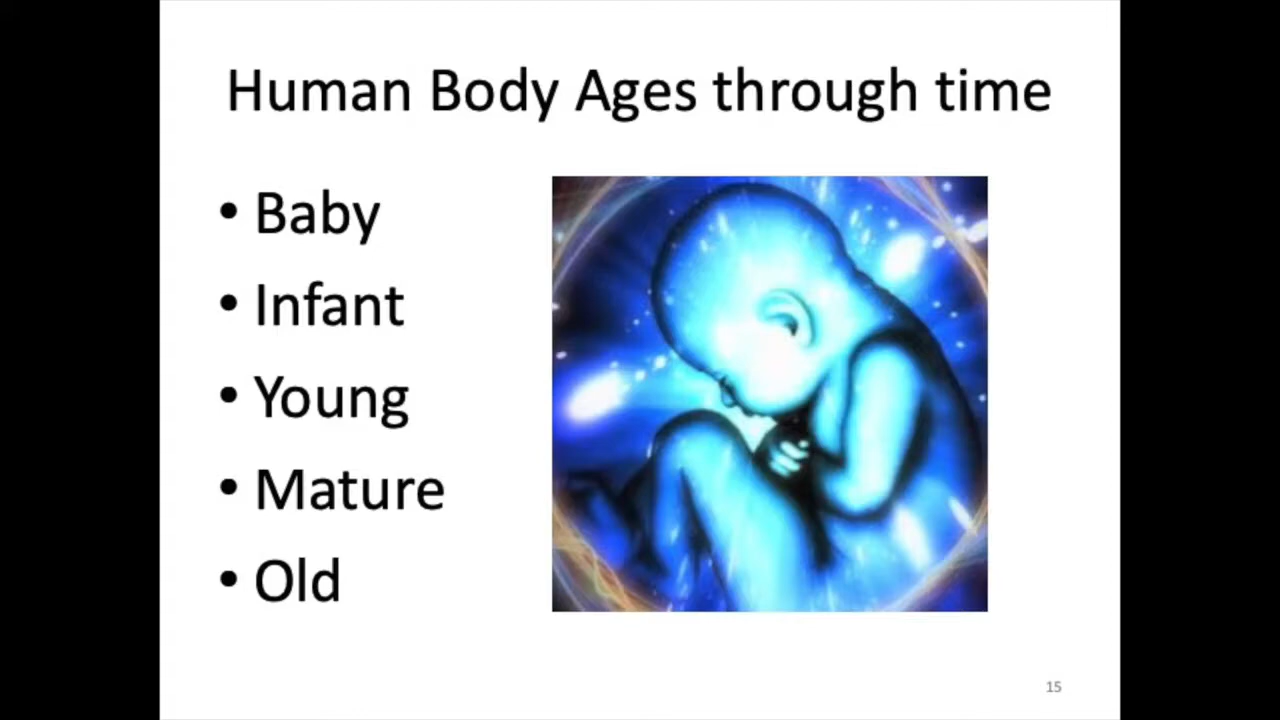 Human Body Ages through time
• Baby
• Infant
• Young
• Mature
• Old
15